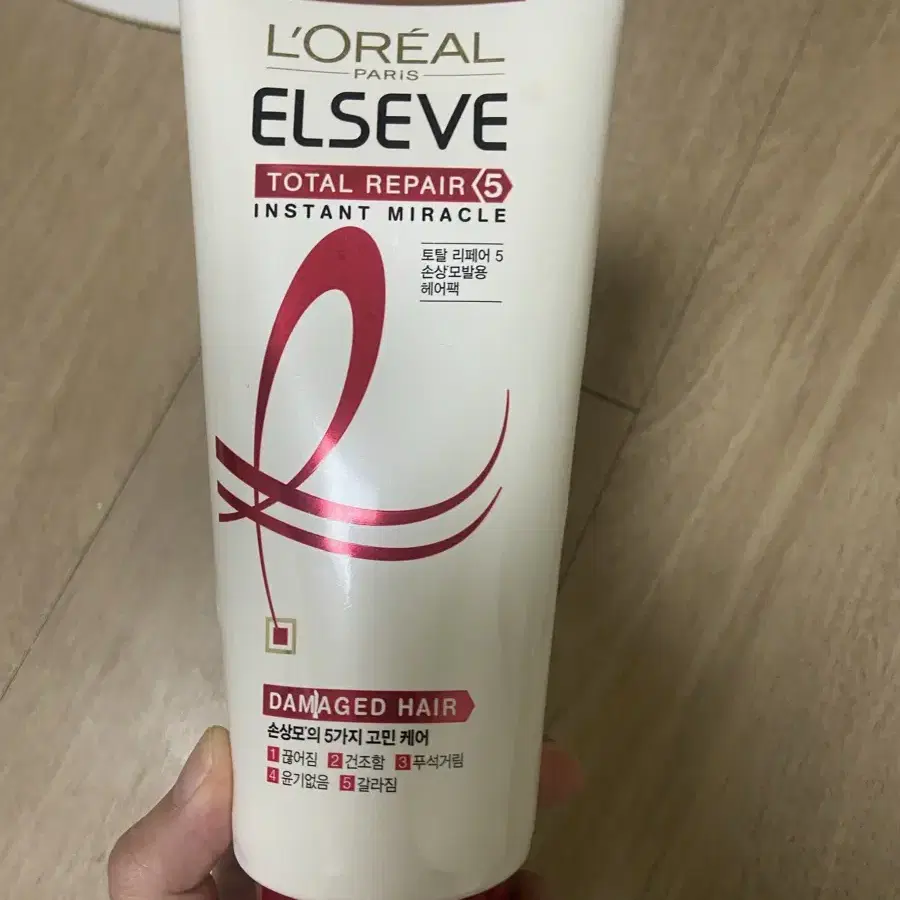 L'ORÉAL
PARIS
ELSEVE
TOTAL REPAIR 5
INSTANT MIRACLE
토탈 리페어 5
손상*모발용
헤어팩
DAMAGED HAIR
손상모*의 5가지 고민 케어
1 끊어짐 2 건조함 3 푸석거림
4 윤기없음 5 갈라짐